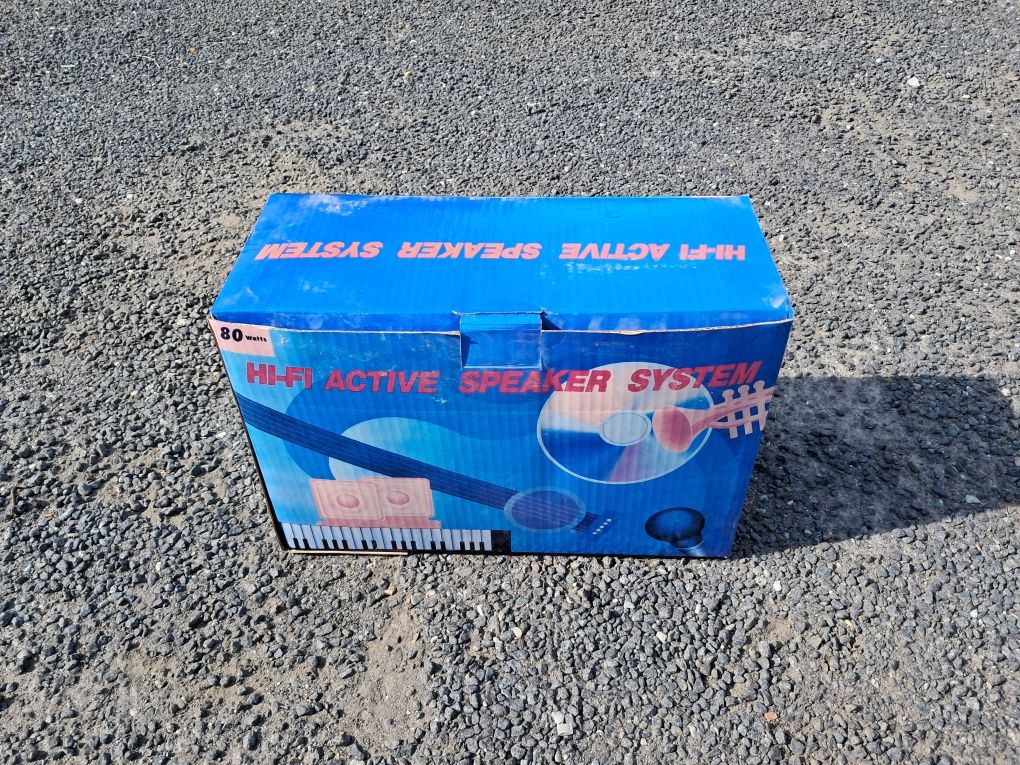 HI-FI ACTIVE SPEAKER SYSTEM
80 Watts
HI-FI ACTIVE SPEAKER SYSTEM